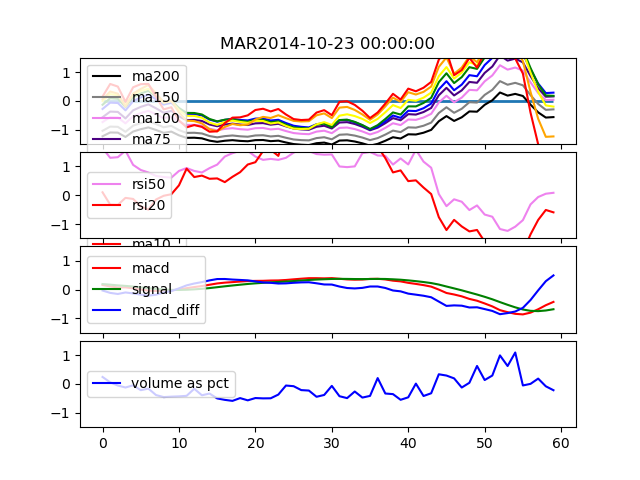 MAR2014-10-23 00:00:00
1
0
−1
ma200
ma150
ma100
ma75
1
0
−1
rsi50
rsi20
ma10
1
0
−1
macd
signal
macd_diff
1
0
−1
volume as pct
0 10 20 30 40 50 60